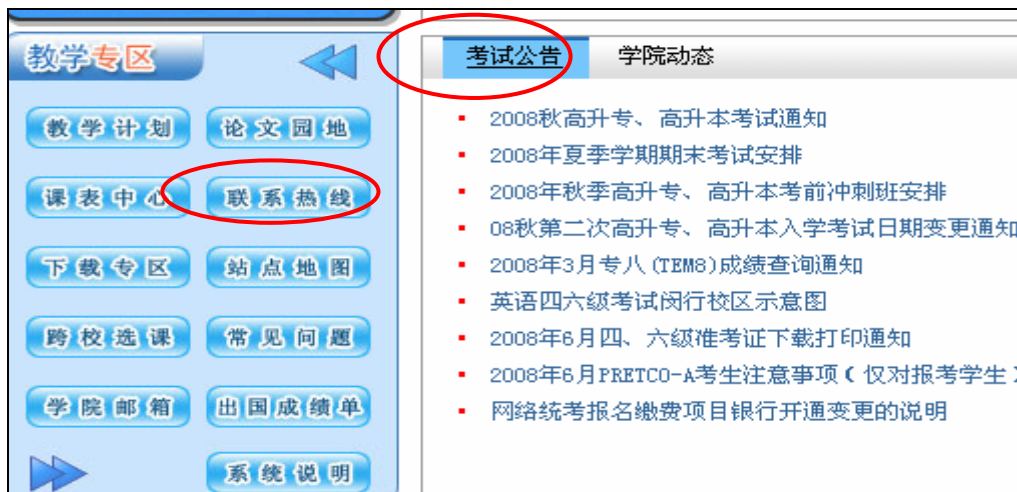 教学专区
教学计划 论文园地
课表中心 联系热线
下载专区 站点地图
跨校选课 常见问题
学院邮箱 出国成绩单
系统说明
考试公告 学院动态
2008秋高升专、高升本考试通知
2008年夏季学期期末考试安排
2008年秋季高升专、高升本考前冲刺班安排
08秋第二次高升专、高升本入学考试日期变更通知
2008年3月专八(TEM8)成绩查询通知
英语四六级考试闵行校区示意图
2008年6月四、六级准考证下载打印通知
2008年6月PRETCO-A考生注意事项(仅对报考学生)
网络统考报名缴费项目银行开通变更的说明